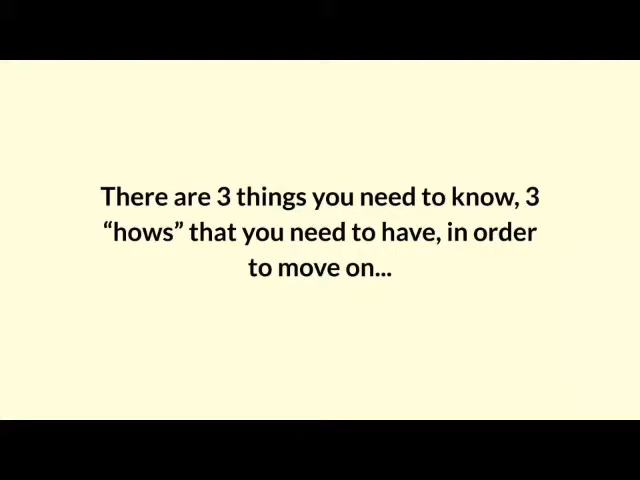 There are 3 things you need to know, 3
“hows” that you need to have, in order
to move on...